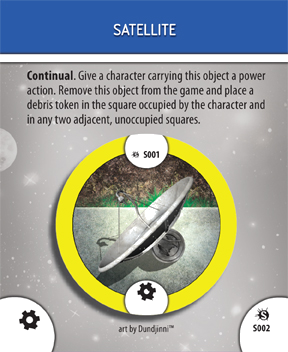 SATELLITE
Continual. Give a character carrying this object a power
action. Remove this object from the game and place a
debris token in the square occupied by the character and
in any two adjacent, unoccupied squares.
S001
art by Dundjinni™
S002